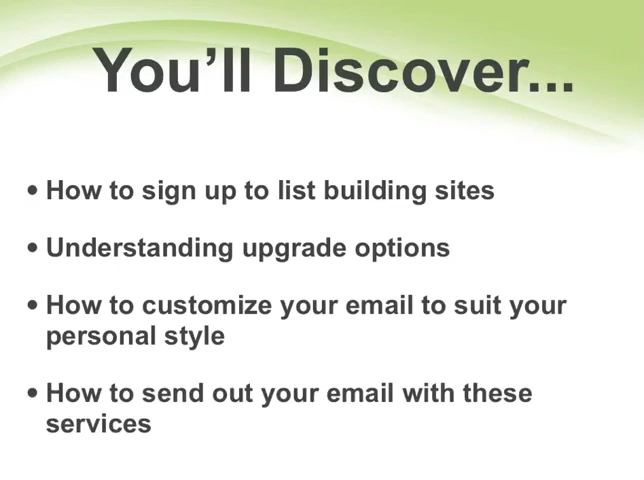 You’ll Discover...
• How to sign up to list building sites
• Understanding upgrade options
• How to customize your email to suit your
personal style
• How to send out your email with these
services